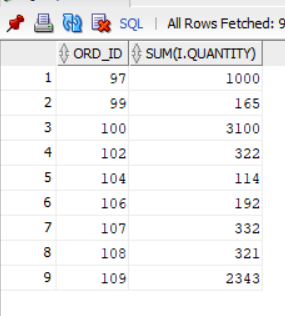 SQL | All Rows Fetched: 9
ORD_ID SUM(I.QUANTITY)
1 97 1000
2 99 165
3 100 3100
4 102 322
5 104 114
6 106 192
7 107 332
8 108 321
9 109 2343